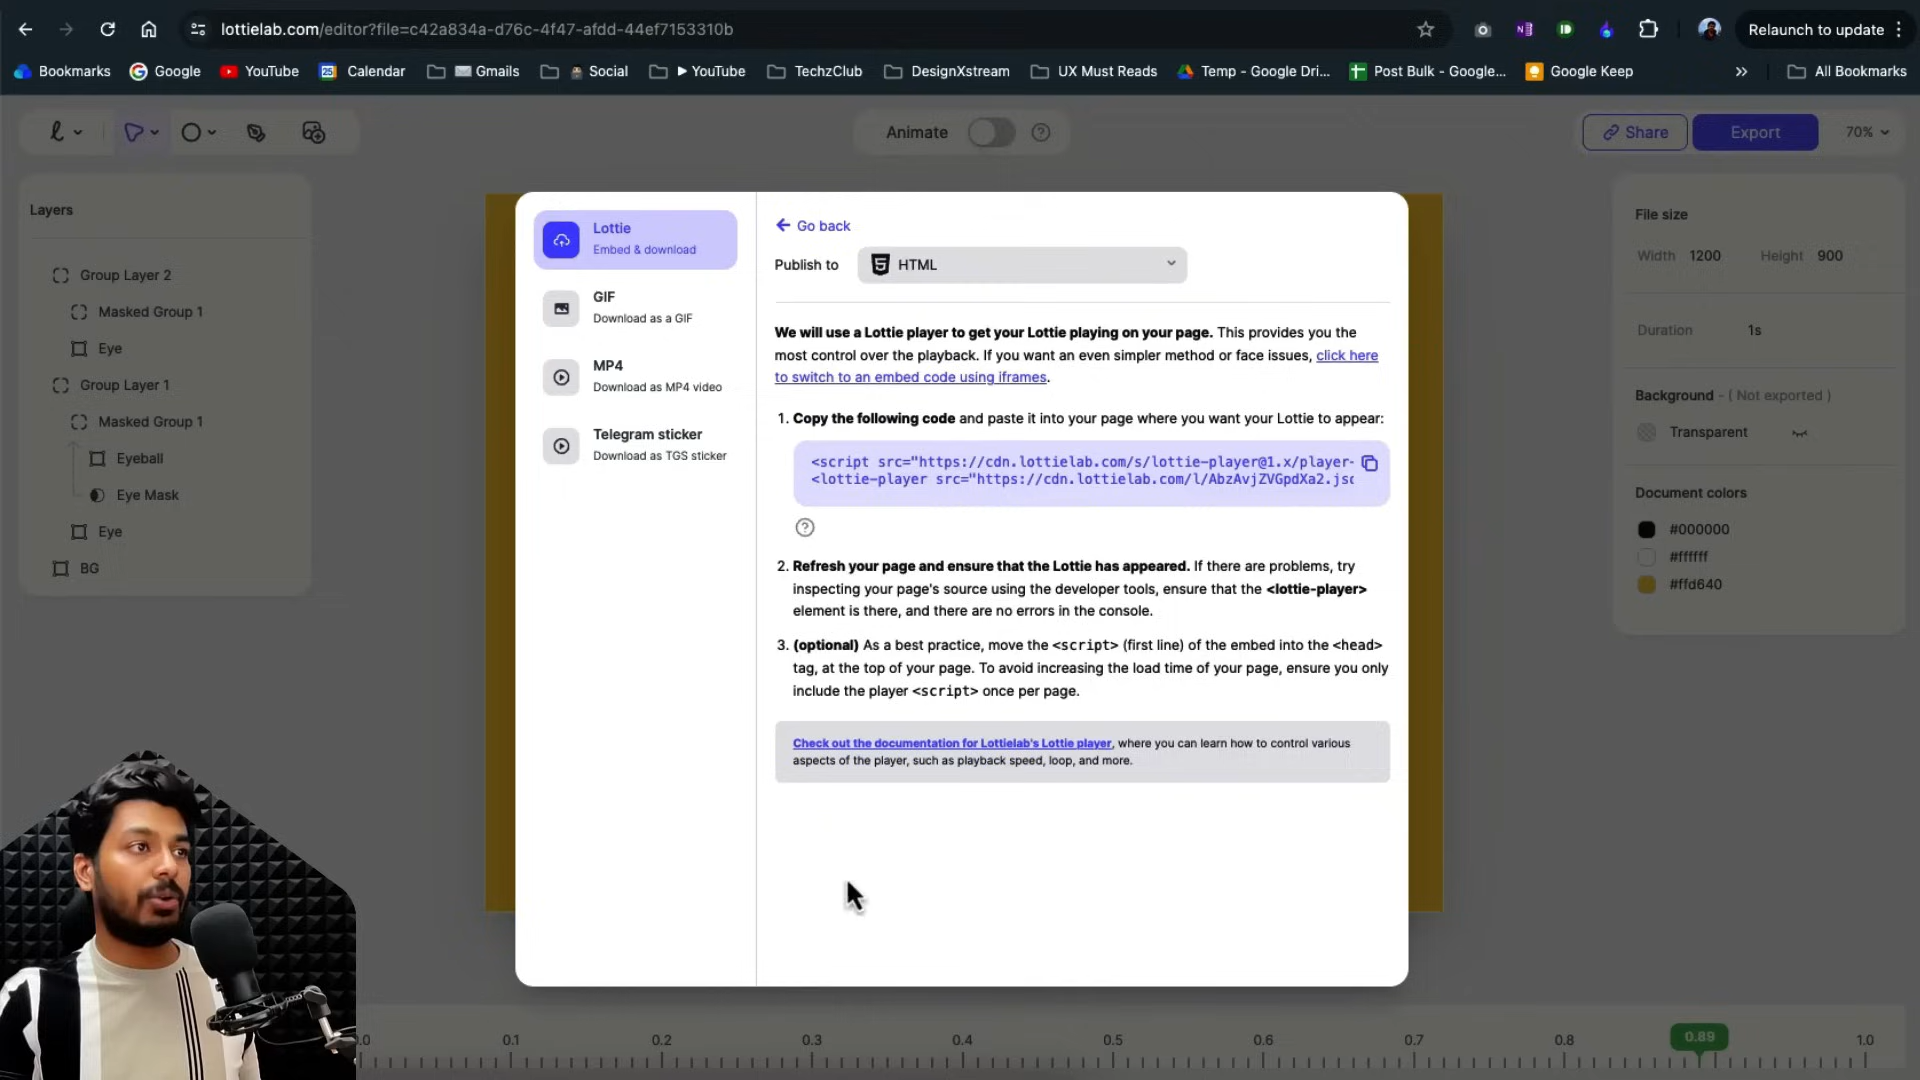 lottielab.com/editor?file=c42a834a-d76c-4f47-afdd-44ef7153310b
Relaunch to update
Bookmarks
Google
YouTube
Calendar
Gmails
Social
YouTube
TechzClub
DesignXstream
UX Must Reads
Temp - Google Dri...
Post Bulk - Google...
Google Keep
All Bookmarks
Animate
Share
Export
70%
Layers
Group Layer 2
Masked Group 1
Eye
Group Layer 1
Masked Group 1
Eyeball
Eye Mask
Eye
BG
Lottie
Embed & download
GIF
Download as a GIF
MP4
Download as MP4 video
Telegram sticker
Download as TGS sticker
Go back
Publish to
HTML
We will use a Lottie player to get your Lottie playing on your page. This provides you the
most control over the playback. If you want an even simpler method or face issues, click here
to switch to an embed code using iframes.
1. Copy the following code and paste it into your page where you want your Lottie to appear:
<script src="https://cdn.lottielab.com/s/lottie-player@1.x/player-
<lottie-player src="https://cdn.lottielab.com/l/AbzAvjZVGpdXa2.jsc
2. Refresh your page and ensure that the Lottie has appeared. If there are problems, try
inspecting your page's source using the developer tools, ensure that the <lottie-player>
element is there, and there are no errors in the console.
3. (optional) As a best practice, move the <script> (first line) of the embed into the <head>
tag, at the top of your page. To avoid increasing the load time of your page, ensure you only
include the player <script> once per page.
Check out the documentation for Lottielab's Lottie player, where you can learn how to control various
aspects of the player, such as playback speed, loop, and more.
File size
Width 1200 Height 900
Duration 1s
Background - ( Not exported )
Transparent
Document colors
#000000
#ffffff
#ffd640
0.1 0.2 0.3 0.4 0.5 0.6 0.7 0.8 0.89 1.0